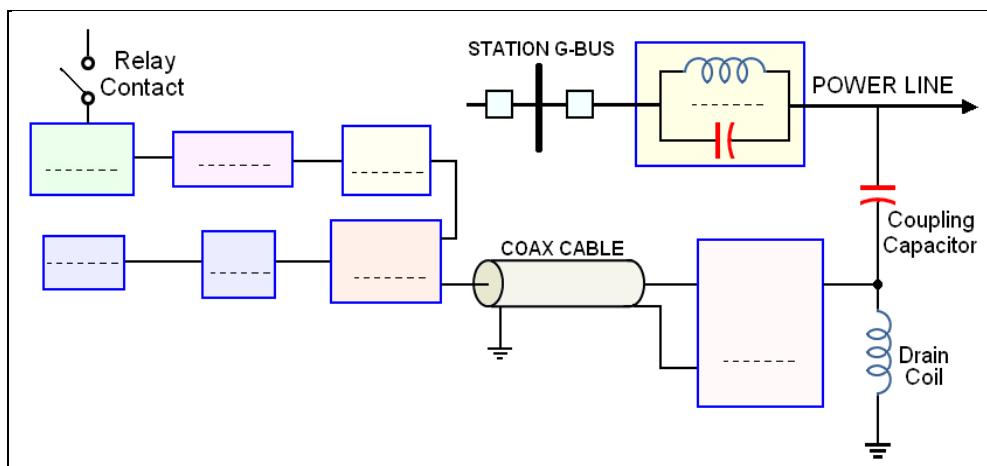 Relay
Contact
STATION G-BUS
POWER LINE
Coupling
Capacitor
COAX CABLE
Drain
Coil